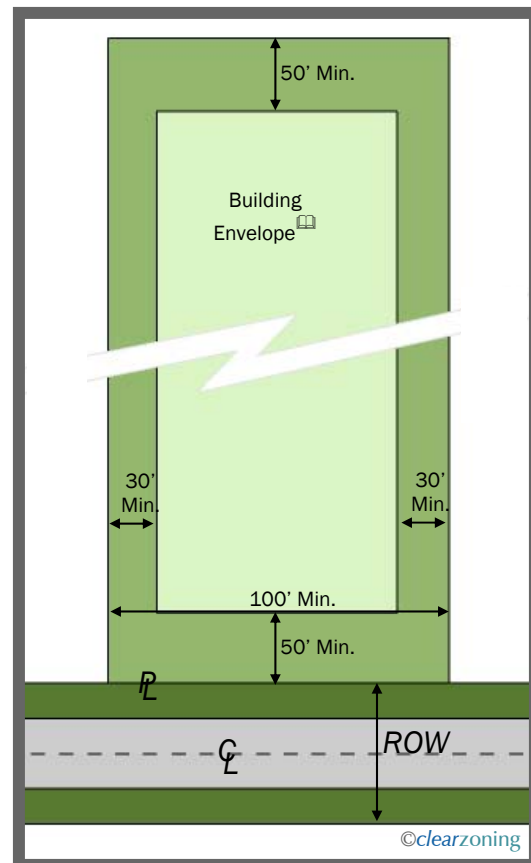 50' Min.
Building
Envelope
30'
Min.
30'
Min.
100' Min.
50' Min.
PL
CL
ROW
©clearzoning